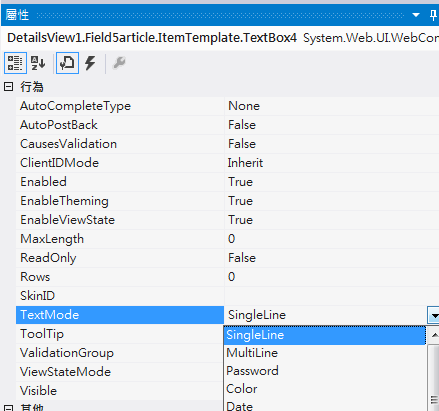 屬性
DetailsView1.Field5article.ItemTemplate.TextBox4 System.Web.UI.WebCon
行為
AutoCompleteType None
AutoPostBack False
CausesValidation False
ClientIDMode Inherit
Enabled True
EnableTheming True
EnableViewState True
MaxLength 0
ReadOnly False
Rows 0
SkinID
TextMode SingleLine
ToolTip SingleLine
ValidationGroup MultiLine
ViewStateMode Password
Visible Color
其他 Date